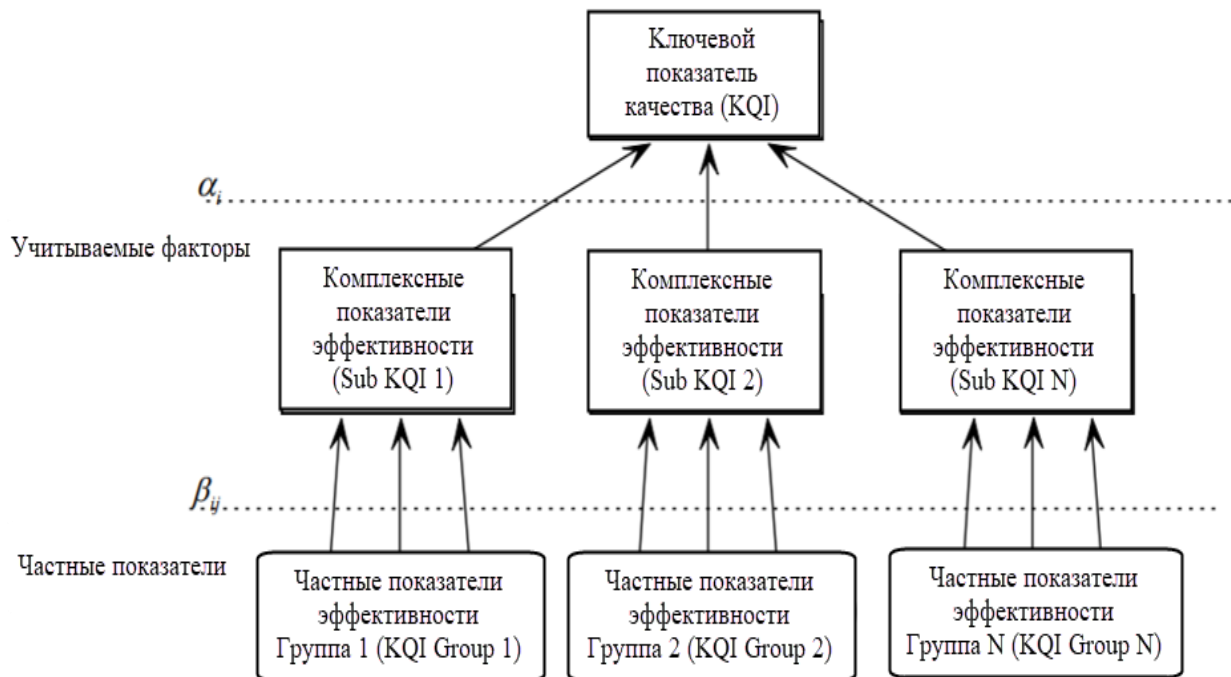 Ключевой
показатель
качества (KQI)
αi
Учитываемые факторы
Комплексные
показатели
эффективности
(Sub KQI 1)
Комплексные
показатели
эффективности
(Sub KQI 2)
Комплексные
показатели
эффективности
(Sub KQI N)
βij
Частные показатели
Частные показатели
эффективности
Группа 1 (KQI Group 1)
Частные показатели
эффективности
Группа 2 (KQI Group 2)
Частные показатели
эффективности
Группа N (KQI Group N)